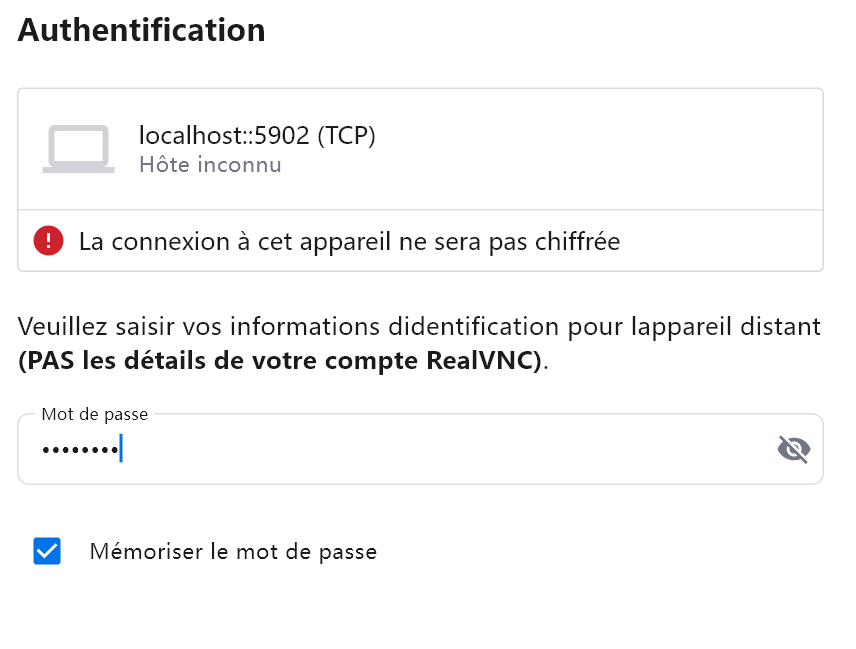 Authentification
localhost::5902 (TCP)
Hôte inconnu
La connexion à cet appareil ne sera pas chiffrée
Veuillez saisir vos informations didentification pour lappareil distant
(PAS les détails de votre compte RealVNC).
Mot de passe
••••••••
Mémoriser le mot de passe